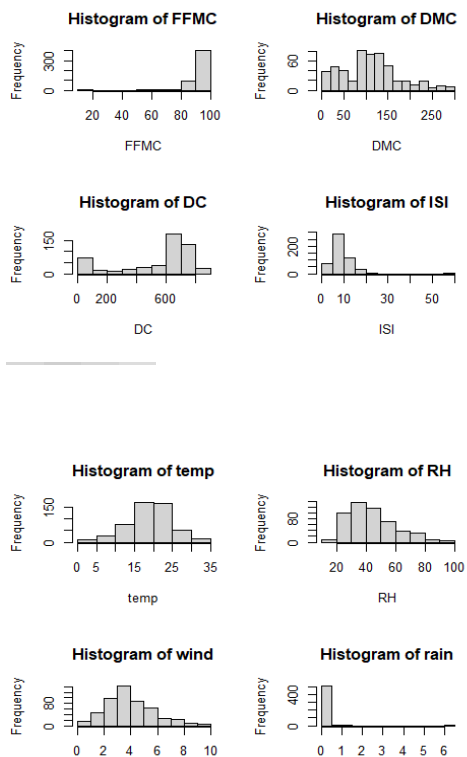 Histogram of FFMC
Frequency
0 300
20 40 60 80 100
FFMC
Histogram of DMC
Frequency
0 60
0 50 150 250
DMC
Histogram of DC
Frequency
0 150
0 200 600
DC
Histogram of ISI
Frequency
0 200
0 10 30 50
ISI
Histogram of temp
Frequency
0 150
0 5 15 25 35
temp
Histogram of RH
Frequency
0 80
20 40 60 80 100
RH
Histogram of wind
Frequency
0 80
0 2 4 6 8 10
Histogram of rain
Frequency
0 400
0 1 2 3 4 5 6